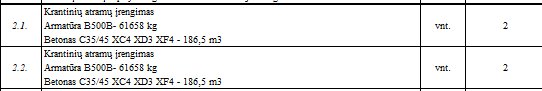 2.1.
Krantinių atramų įrengimas
Armatūra B500B- 61658 kg
Betonas C35/45 XC4 XD3 XF4 - 186,5 m3
vnt.
2
2.2.
Krantinių atramų įrengimas
Armatūra B500B- 61658 kg
Betonas C35/45 XC4 XD3 XF4 - 186,5 m3
vnt.
2